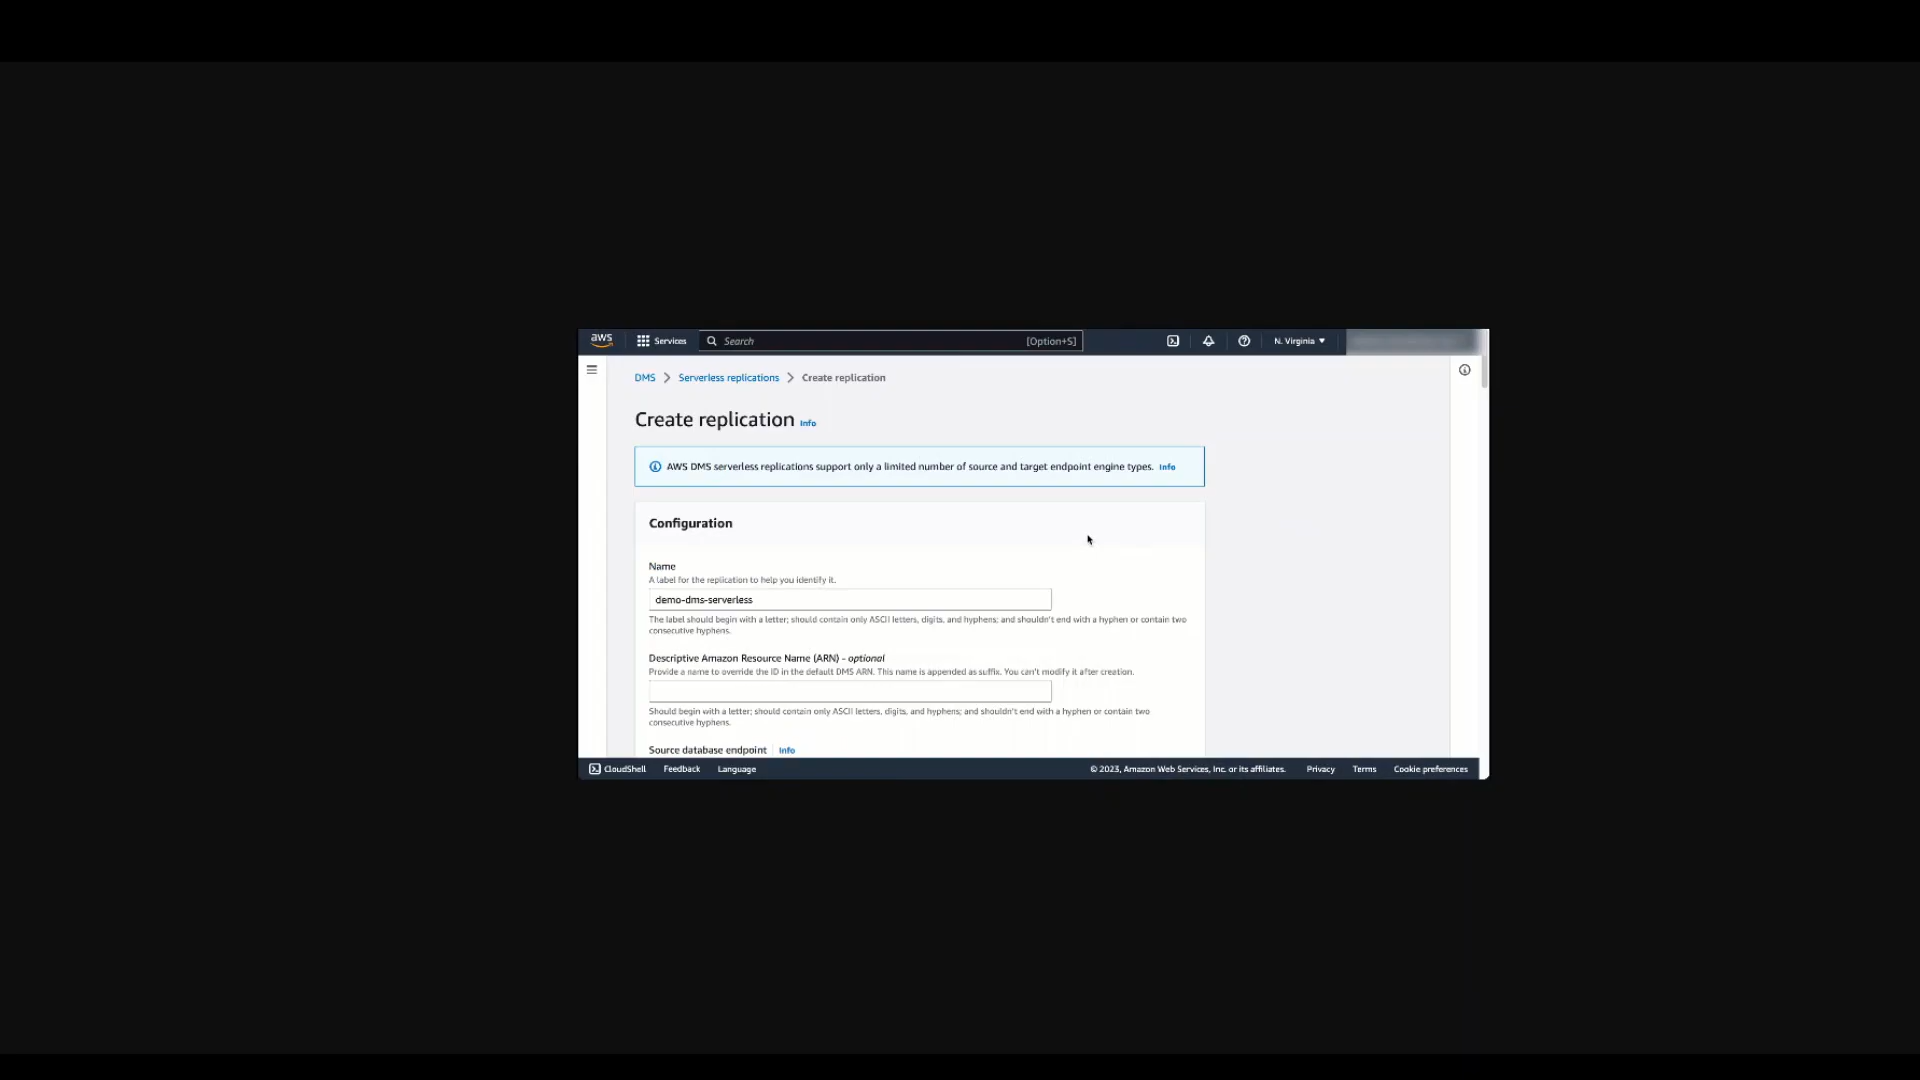 aws
Services
Search
[Option+S]
N. Virginia
DMS
Serverless replications
Create replication
Create replication Info
AWS DMS serverless replications support only a limited number of source and target endpoint engine types. Info
Configuration
Name
A label for the replication to help you identify it.
demo-dms-serverless
The label should begin with a letter; should contain only ASCII letters, digits, and hyphens; and shouldn't end with a hyphen or contain two
consecutive hyphens.
Descriptive Amazon Resource Name (ARN) - optional
Provide a name to override the ID in the default DMS ARN. This name is appended as suffix. You can't modify it after creation.
Should begin with a letter; should contain only ASCII letters, digits, and hyphens; and shouldn't end with a hyphen or contain two
consecutive hyphens.
Source database endpoint Info
CloudShell
Feedback
Language
© 2023, Amazon Web Services, Inc. or its affiliates.
Privacy
Terms
Cookie preferences